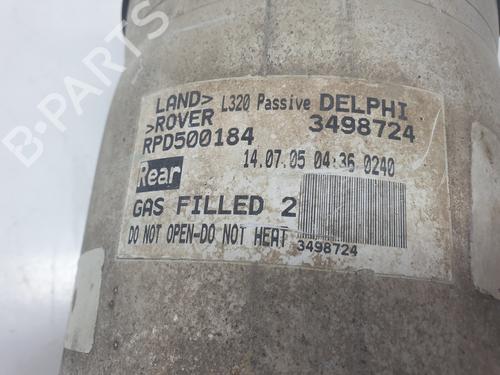 LAND> L320 Passive DELPHI
>ROVER 3498724
RPD500184
14.07.05 04:36 0240
Rear
GAS FILLED 2
DO NOT OPEN-DO NOT HEAT
3498724
B-PARTS